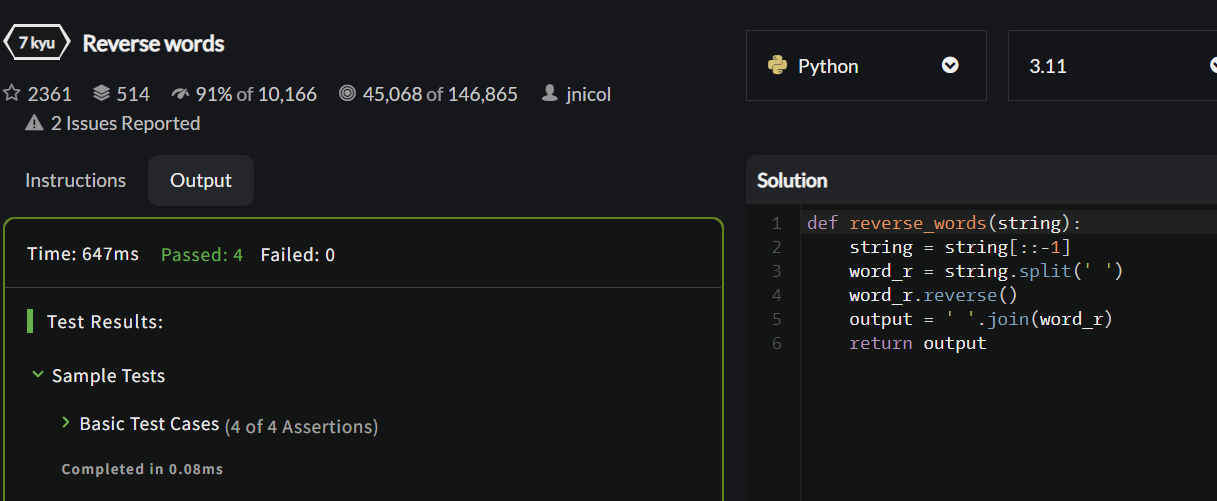 7 kyu Reverse words
2361 514 91% of 10,166 45,068 of 146,865 jnicol
2 Issues Reported
Instructions Output
Time: 647ms Passed: 4 Failed: 0
Test Results:
Sample Tests
Basic Test Cases (4 of 4 Assertions)
Completed in 0.08ms
Python 3.11
Solution
1 def reverse_words(string):
2     string = string[::-1]
3     word_r = string.split(' ')
4     word_r.reverse()
5     output = ' '.join(word_r)
6     return output